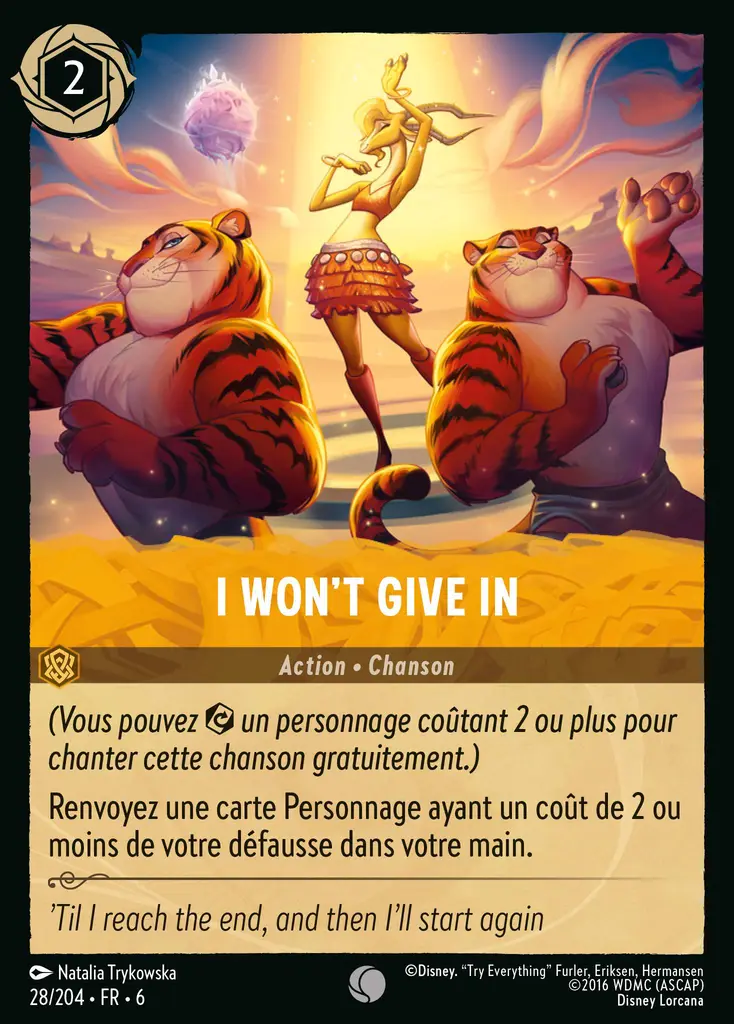 2
I WON'T GIVE IN
Action • Chanson
(Vous pouvez un personnage coûtant 2 ou plus pour
chanter cette chanson gratuitement.)
Renvoyez une carte Personnage ayant un coût de 2 ou
moins de votre défausse dans votre main.
’Til I reach the end, and then I’ll start again
Natalia Trykowska
28/204 • FR • 6
©Disney. “Try Everything” Furler, Eriksen, Hermansen
©2016 WDMC (ASCAP)
Disney Lorcana